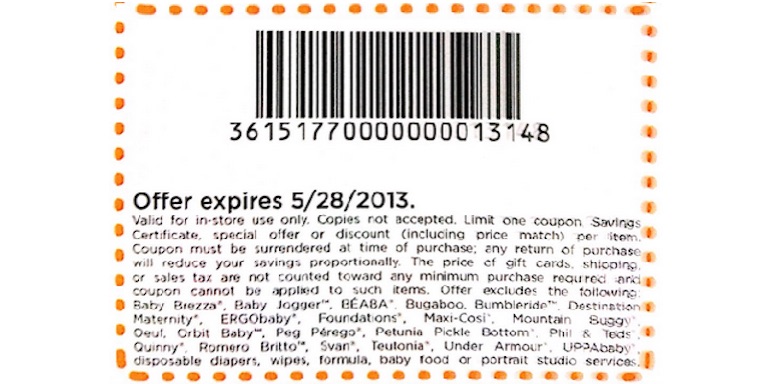 36151770000000013148
Offer expires 5/28/2013.
Valid for in-store use only. Copies not accepted. Limit one coupon, Savings
Certificate, special offer or discount (including price match) per item.
Coupon must be surrendered at time of purchase; any return of purchase
will reduce your savings proportionally. The price of gift cards, shipping,
or sales tax are not counted toward any minimum purchase required and
coupon cannot be applied to such items. Offer excludes the following:
Baby Brezza®, Baby Jogger™, BÉABA®, Bugaboo, Bumbleride™, Destination
Maternity®, ERGObaby®, Foundations®, Maxi-Cosi®, Mountain Buggy®,
Oeuf, Orbit Baby™, Peg Pérego®, Petunia Pickle Bottom®, Phil & Teds®,
Quinny®, Romero Britto™, Svan®, Teutonia®, Under Armour®, UPPAbaby®,
disposable diapers, wipes, formula, baby food or portrait studio services.